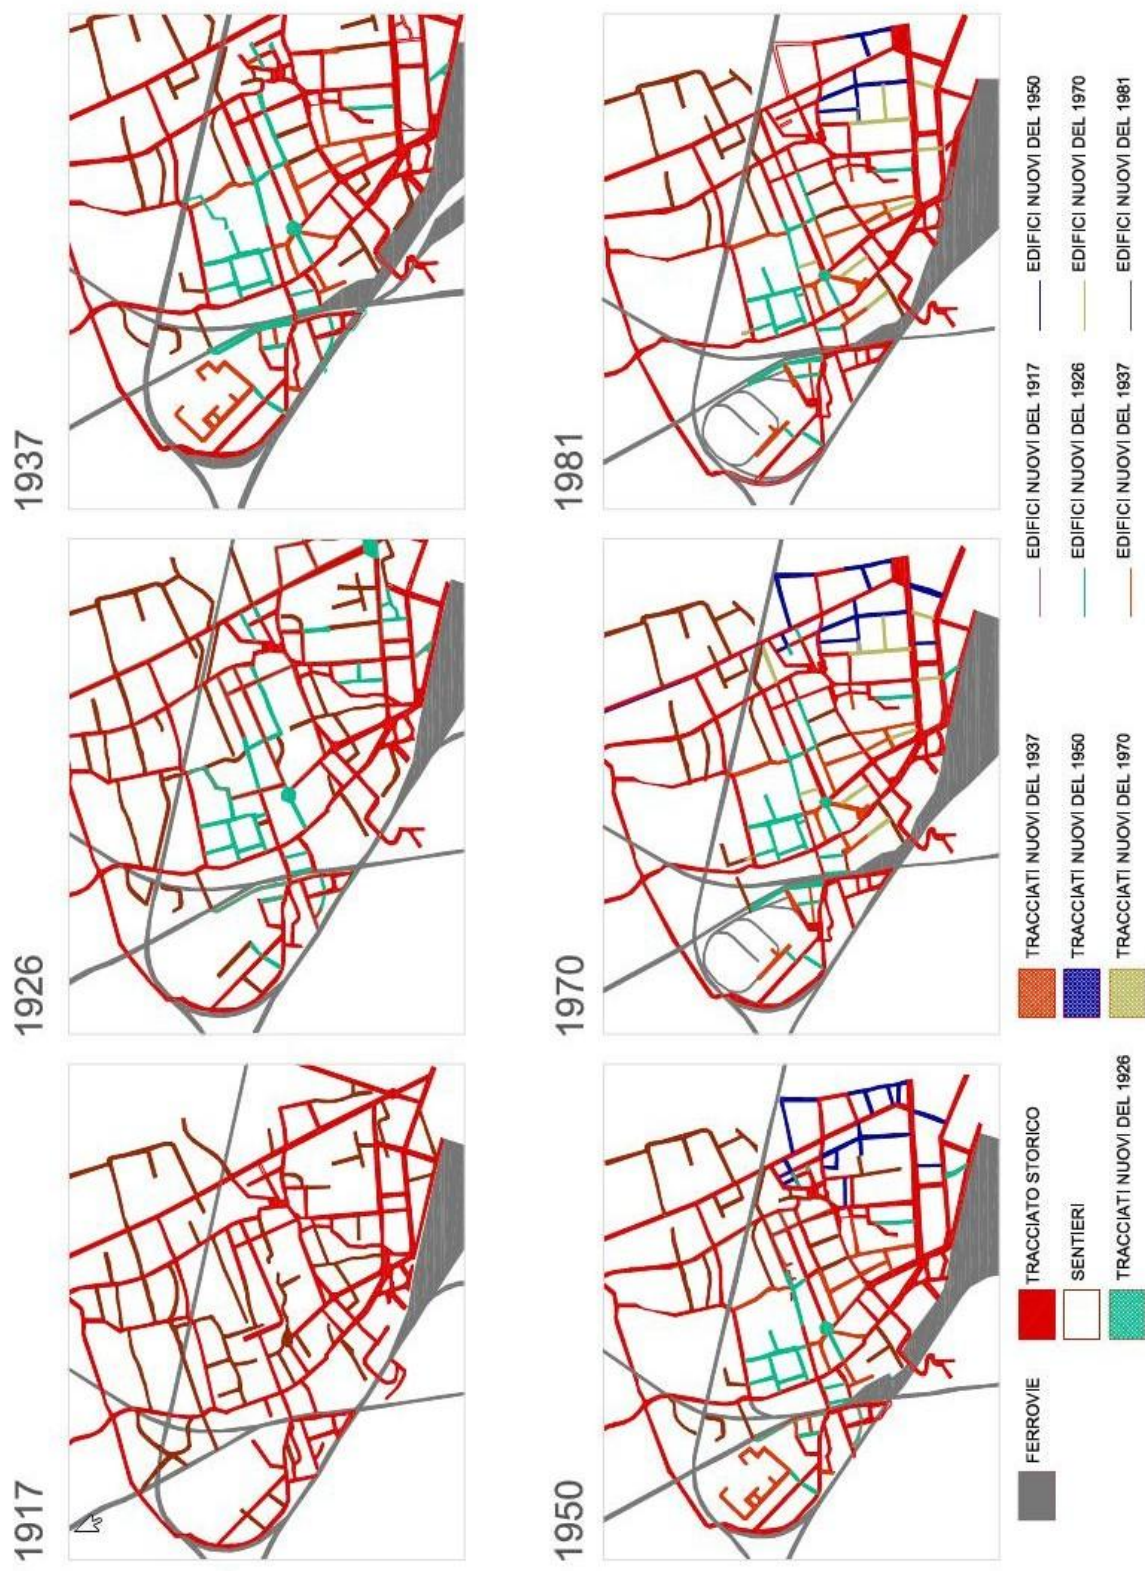 1917
1926
1937
1950
1970
1981
FERROVIE
TRACCIATO STORICO
SENTIERI
TRACCIATI NUOVI DEL 1926
TRACCIATI NUOVI DEL 1937
TRACCIATI NUOVI DEL 1950
TRACCIATI NUOVI DEL 1970
EDIFICI NUOVI DEL 1917
EDIFICI NUOVI DEL 1926
EDIFICI NUOVI DEL 1937
EDIFICI NUOVI DEL 1950
EDIFICI NUOVI DEL 1970
EDIFICI NUOVI DEL 1981